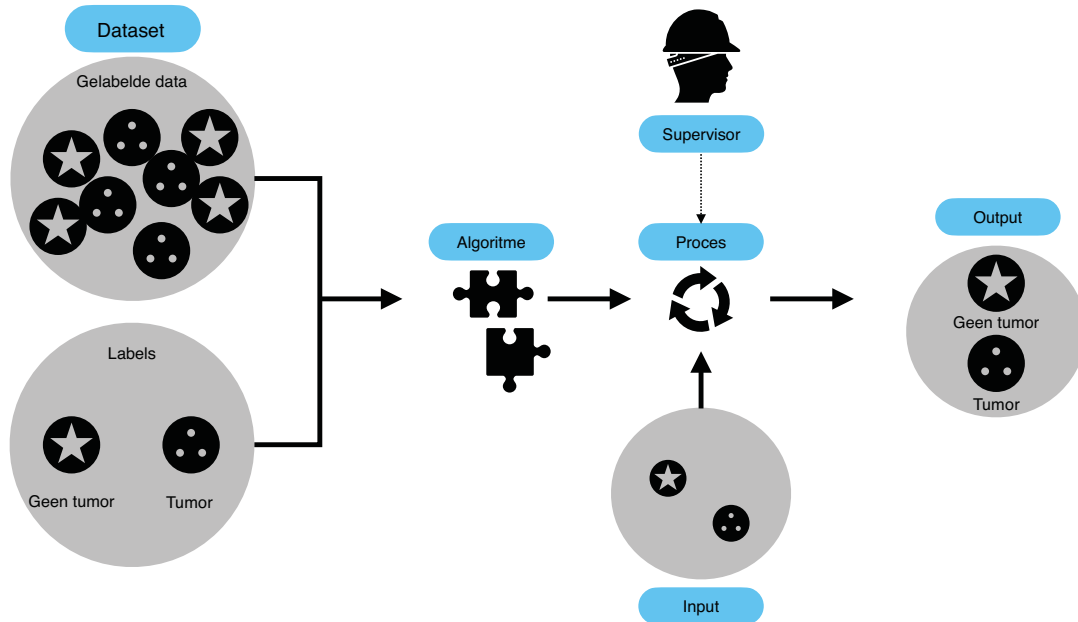 Dataset
Gelabelde data
Labels
Geen tumor
Tumor
Algoritme
Supervisor
Proces
Input
Output
Geen tumor
Tumor